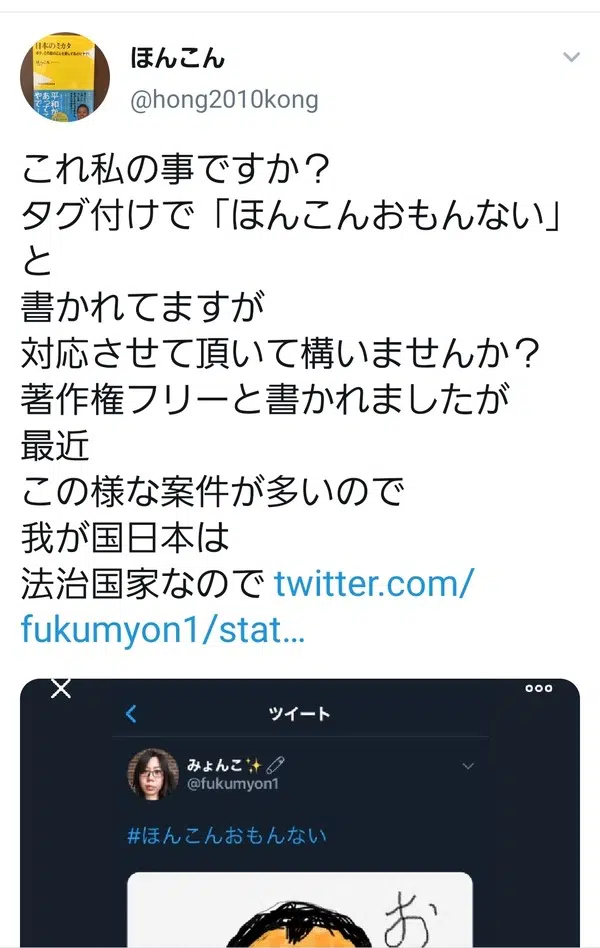 ほんこん
@hong2010kong
これ私の事ですか?
タグ付けで「ほんこんおもんない」
と
書かれてますが
対応させて頂いて構いませんか?
著作権フリーと書かれましたが
最近
この様な案件が多いので
我が国日本は
法治国家なので twitter.com/
fukumyon1/stat…
ツイート
みょんこ✨🖊
@fukumyon1
#ほんこんおもんない
お